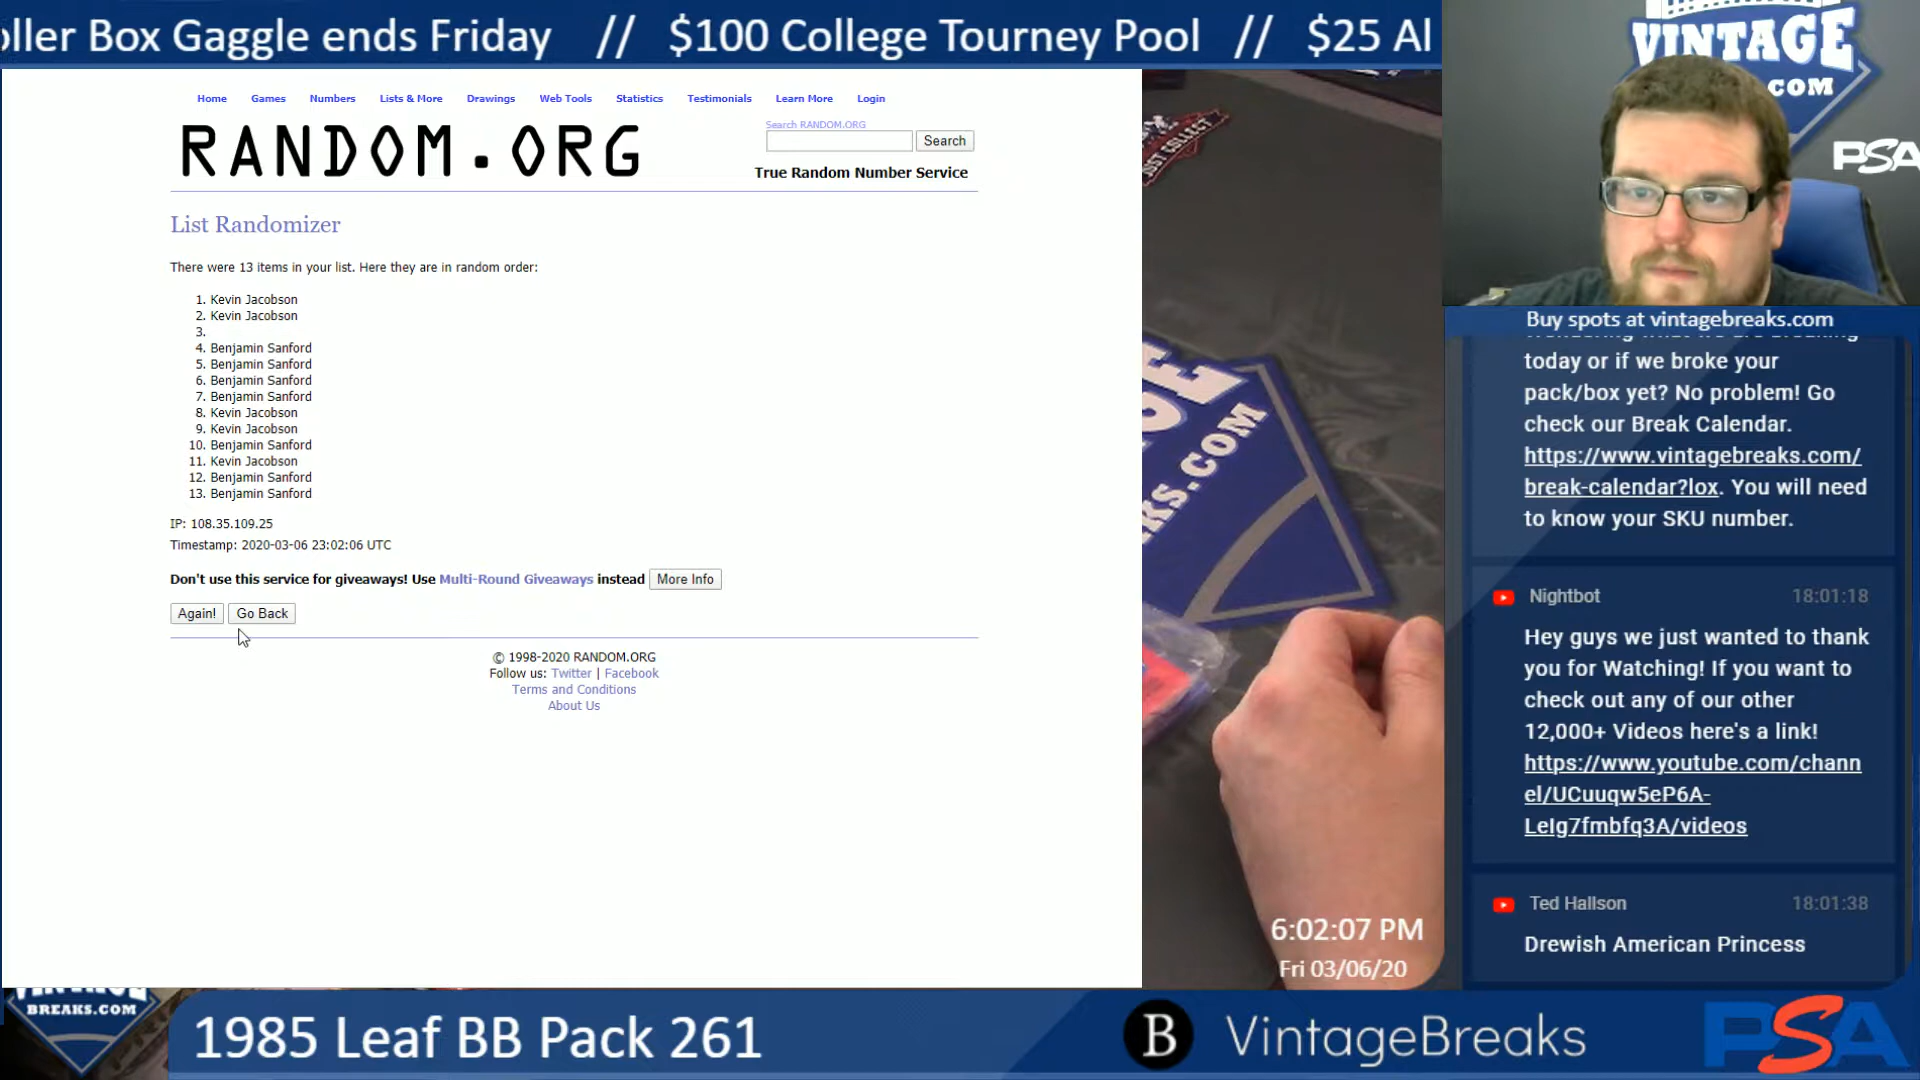 oller Box Gaggle ends Friday // $100 College Tourney Pool // $25 Al
Home Games Numbers Lists & More Drawings Web Tools Statistics Testimonials Learn More Login
RANDOM.ORG
Search RANDOM.ORG
Search
True Random Number Service
List Randomizer
There were 13 items in your list. Here they are in random order:
1. Kevin Jacobson
2. Kevin Jacobson
3.
4. Benjamin Sanford
5. Benjamin Sanford
6. Benjamin Sanford
7. Benjamin Sanford
8. Kevin Jacobson
9. Kevin Jacobson
10. Benjamin Sanford
11. Kevin Jacobson
12. Benjamin Sanford
13. Benjamin Sanford
IP: 108.35.109.25
Timestamp: 2020-03-06 23:02:06 UTC
Don't use this service for giveaways! Use Multi-Round Giveaways instead More Info
Again! Go Back
© 1998-2020 RANDOM.ORG
Follow us: Twitter | Facebook
Terms and Conditions
About Us
JUST COLLECT
.COM
6:02:07 PM
Fri 03/06/20
VINTAGE
.COM
PSA
Buy spots at vintagebreaks.com
today or if we broke your
pack/box yet? No problem! Go
check our Break Calendar.
https://www.vintagebreaks.com/
break-calendar?lox. You will need
to know your SKU number.
Nightbot 18:01:18
Hey guys we just wanted to thank
you for Watching! If you want to
check out any of our other
12,000+ Videos here's a link!
https://www.youtube.com/chann
el/UCuuqw5eP6A-
LeIg7fmbfq3A/videos
Ted Hallson 18:01:38
Drewish American Princess
BREAKS.COM
1985 Leaf BB Pack 261
B VintageBreaks
PSA